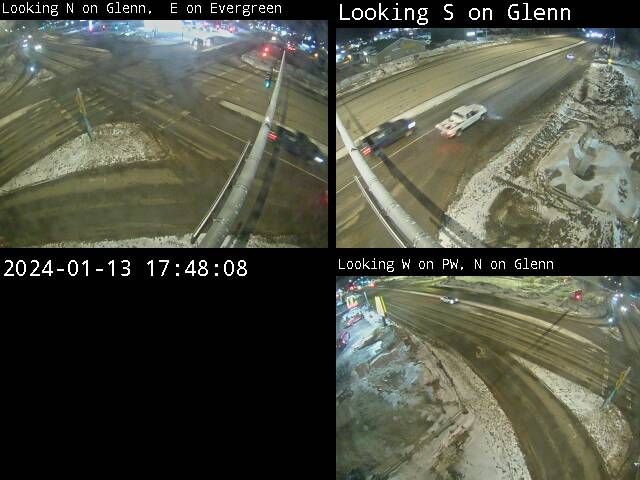 Looking N on Glenn,  E on Evergreen
Looking S on Glenn
2024-01-13 17:48:08
Looking W on PW, N on Glenn